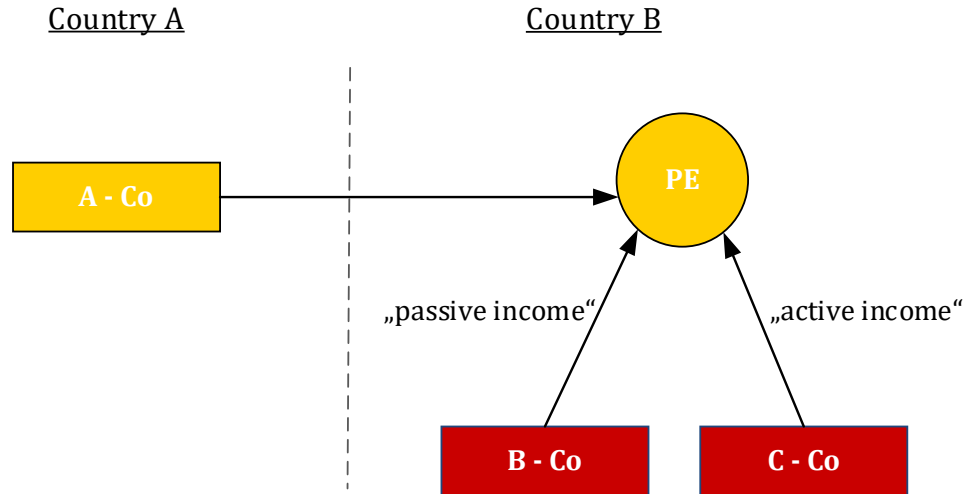 Country A
Country B
A - Co
PE
„passive income“
„active income“
B - Co
C - Co